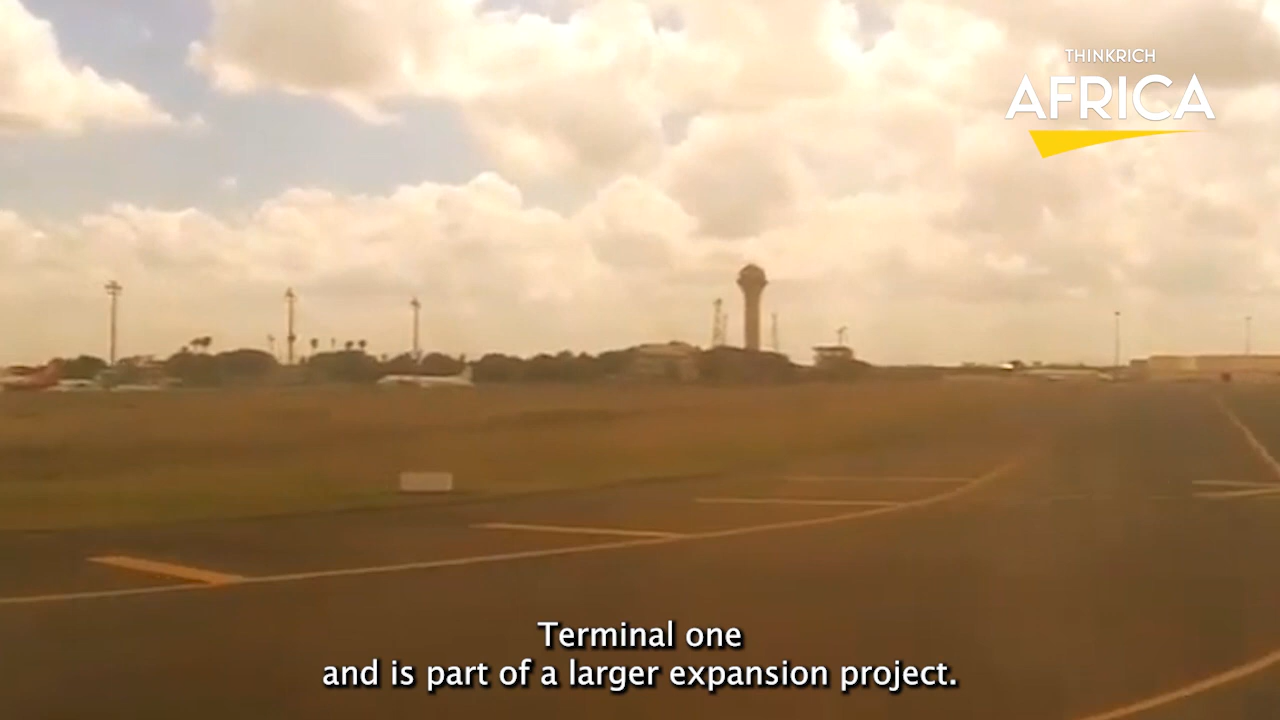 THINKRICH
AFRICA
Terminal one
and is part of a larger expansion project.